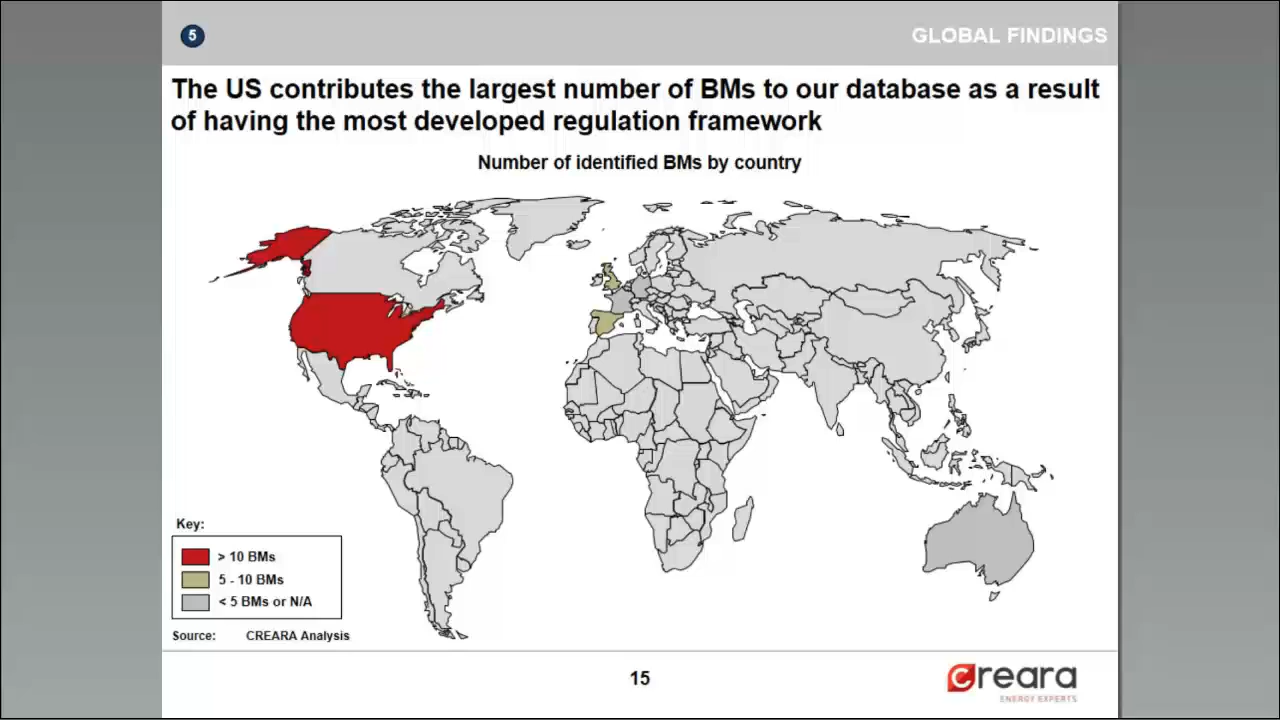 5
GLOBAL FINDINGS
The US contributes the largest number of BMs to our database as a result
of having the most developed regulation framework
Number of identified BMs by country
Key:
> 10 BMs
5 - 10 BMs
< 5 BMs or N/A
Source: CREARA Analysis
15
creara
ENERGY EXPERTS